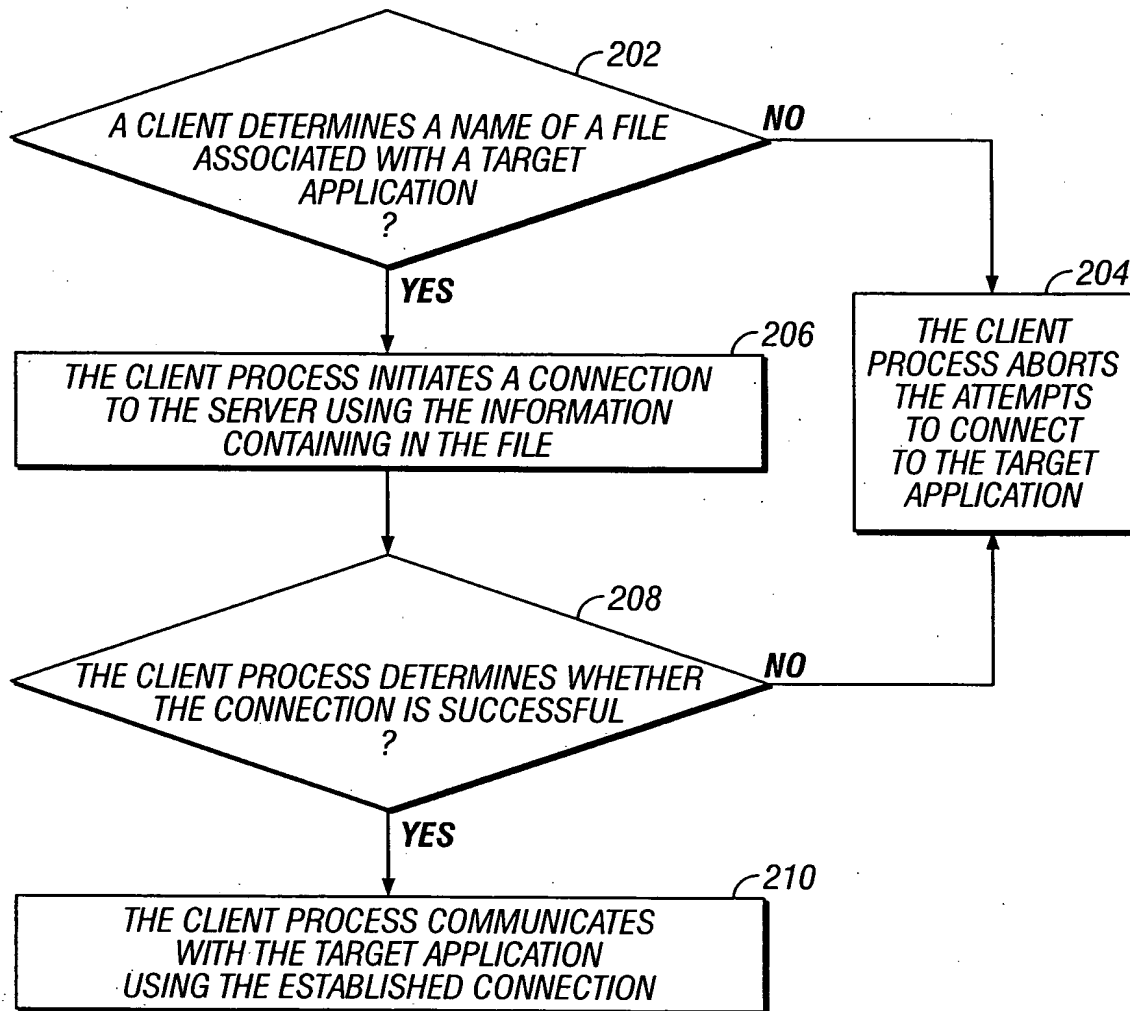 202
A CLIENT DETERMINES A NAME OF A FILE
ASSOCIATED WITH A TARGET
APPLICATION
?
NO
YES
204
THE CLIENT
PROCESS ABORTS
THE ATTEMPTS
TO CONNECT
TO THE TARGET
APPLICATION
206
THE CLIENT PROCESS INITIATES A CONNECTION
TO THE SERVER USING THE INFORMATION
CONTAINING IN THE FILE
208
THE CLIENT PROCESS DETERMINES WHETHER
THE CONNECTION IS SUCCESSFUL
?
NO
YES
210
THE CLIENT PROCESS COMMUNICATES
WITH THE TARGET APPLICATION
USING THE ESTABLISHED CONNECTION